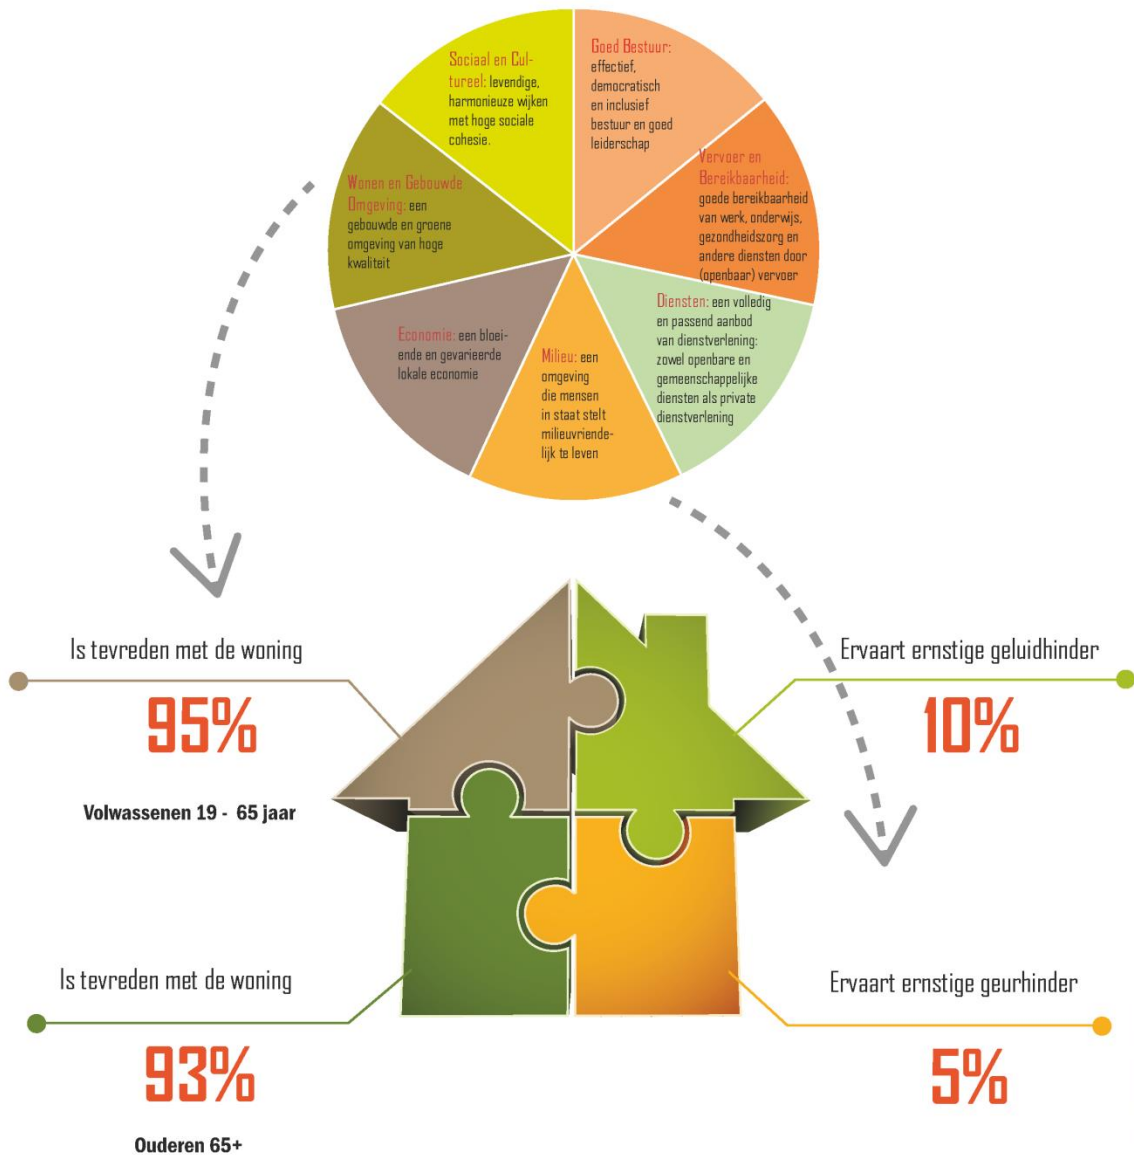 Sociaal en Cul-
tureel: levendige,
harmonieuze wijken
met hoge sociale
cohesie.
Goed Bestuur:
effectief,
democratisch
en inclusief
bestuur en goed
leiderschap
Vervoer en
Bereikbaarheid:
goede bereikbaarheid
van werk, onderwijs,
gezondheidszorg en
andere diensten door
(openbaar) vervoer
Wonen en Gebouwde
Omgeving: een
gebouwde en groene
omgeving van hoge
kwaliteit
Diensten: een volledig
en passend aanbod
van dienstverlening:
zowel openbare en
gemeenschappelijke
diensten als private
dienstverlening
Economie: een bloei-
ende en gevarieerde
lokale economie
Milieu: een
omgeving
die mensen
in staat stelt
milieuvriende-
lijk te leven
Is tevreden met de woning
95%
Volwassenen 19 - 65 jaar
Ervaart ernstige geluidhinder
10%
Is tevreden met de woning
93%
Ouderen 65+
Ervaart ernstige geurhinder
5%